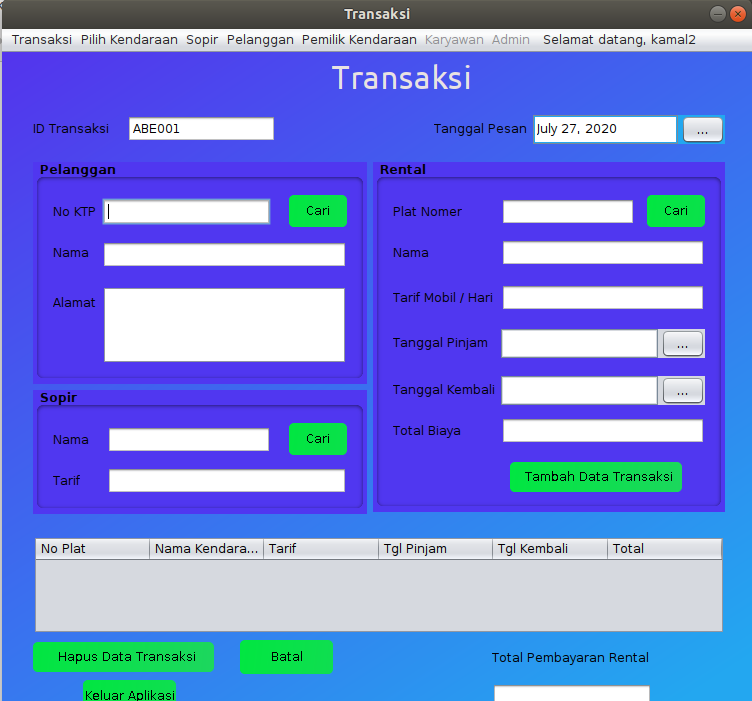 Transaksi
Transaksi Pilih Kendaraan Sopir Pelanggan Pemilik Kendaraan Karyawan Admin Selamat datang, kamal2
Transaksi
ID Transaksi ABE001 Tanggal Pesan July 27, 2020 ...
Pelanggan
No KTP Cari
Nama
Alamat
Sopir
Nama Cari
Tarif
Rental
Plat Nomer Cari
Nama
Tarif Mobil / Hari
Tanggal Pinjam ...
Tanggal Kembali ...
Total Biaya
Tambah Data Transaksi
No Plat Nama Kendara... Tarif Tgl Pinjam Tgl Kembali Total
Hapus Data Transaksi Batal Total Pembayaran Rental
Keluar Aplikasi